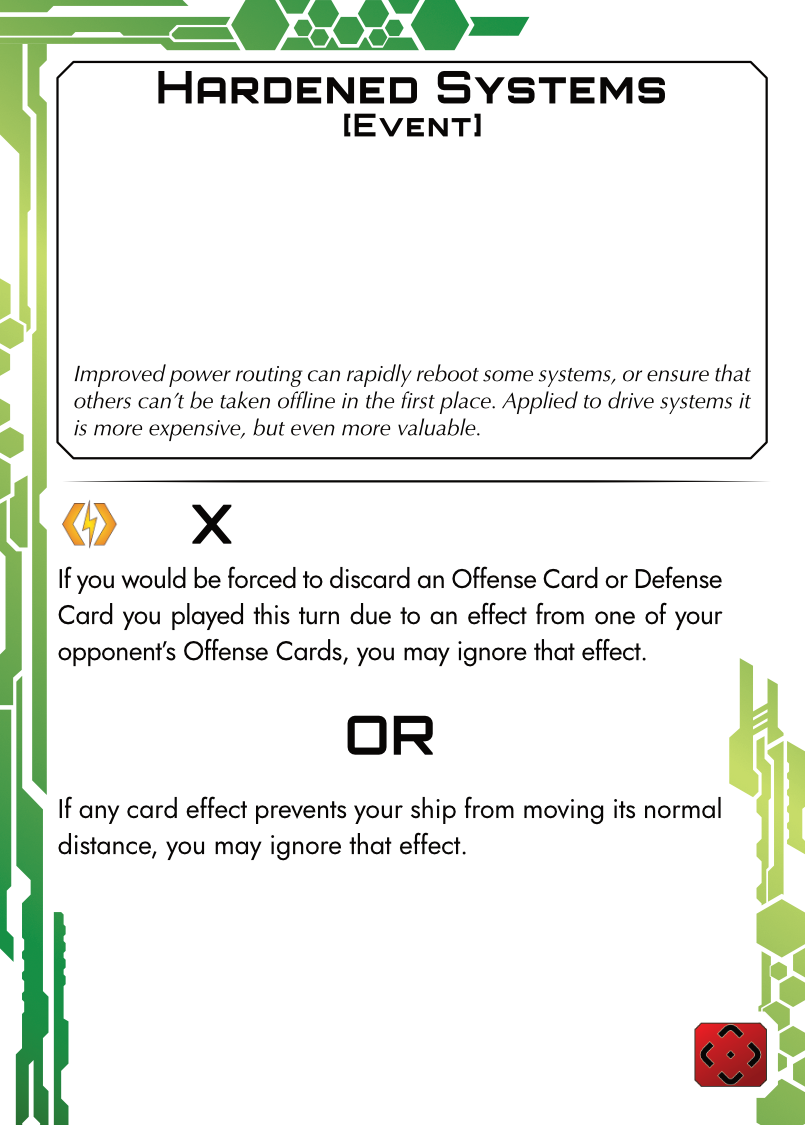 Hardened Systems
[Event]
Improved power routing can rapidly reboot some systems, or ensure that
others can’t be taken offline in the first place. Applied to drive systems it
is more expensive, but even more valuable.
X
If you would be forced to discard an Offense Card or Defense
Card you played this turn due to an effect from one of your
opponent’s Offense Cards, you may ignore that effect.
OR
If any card effect prevents your ship from moving its normal
distance, you may ignore that effect.